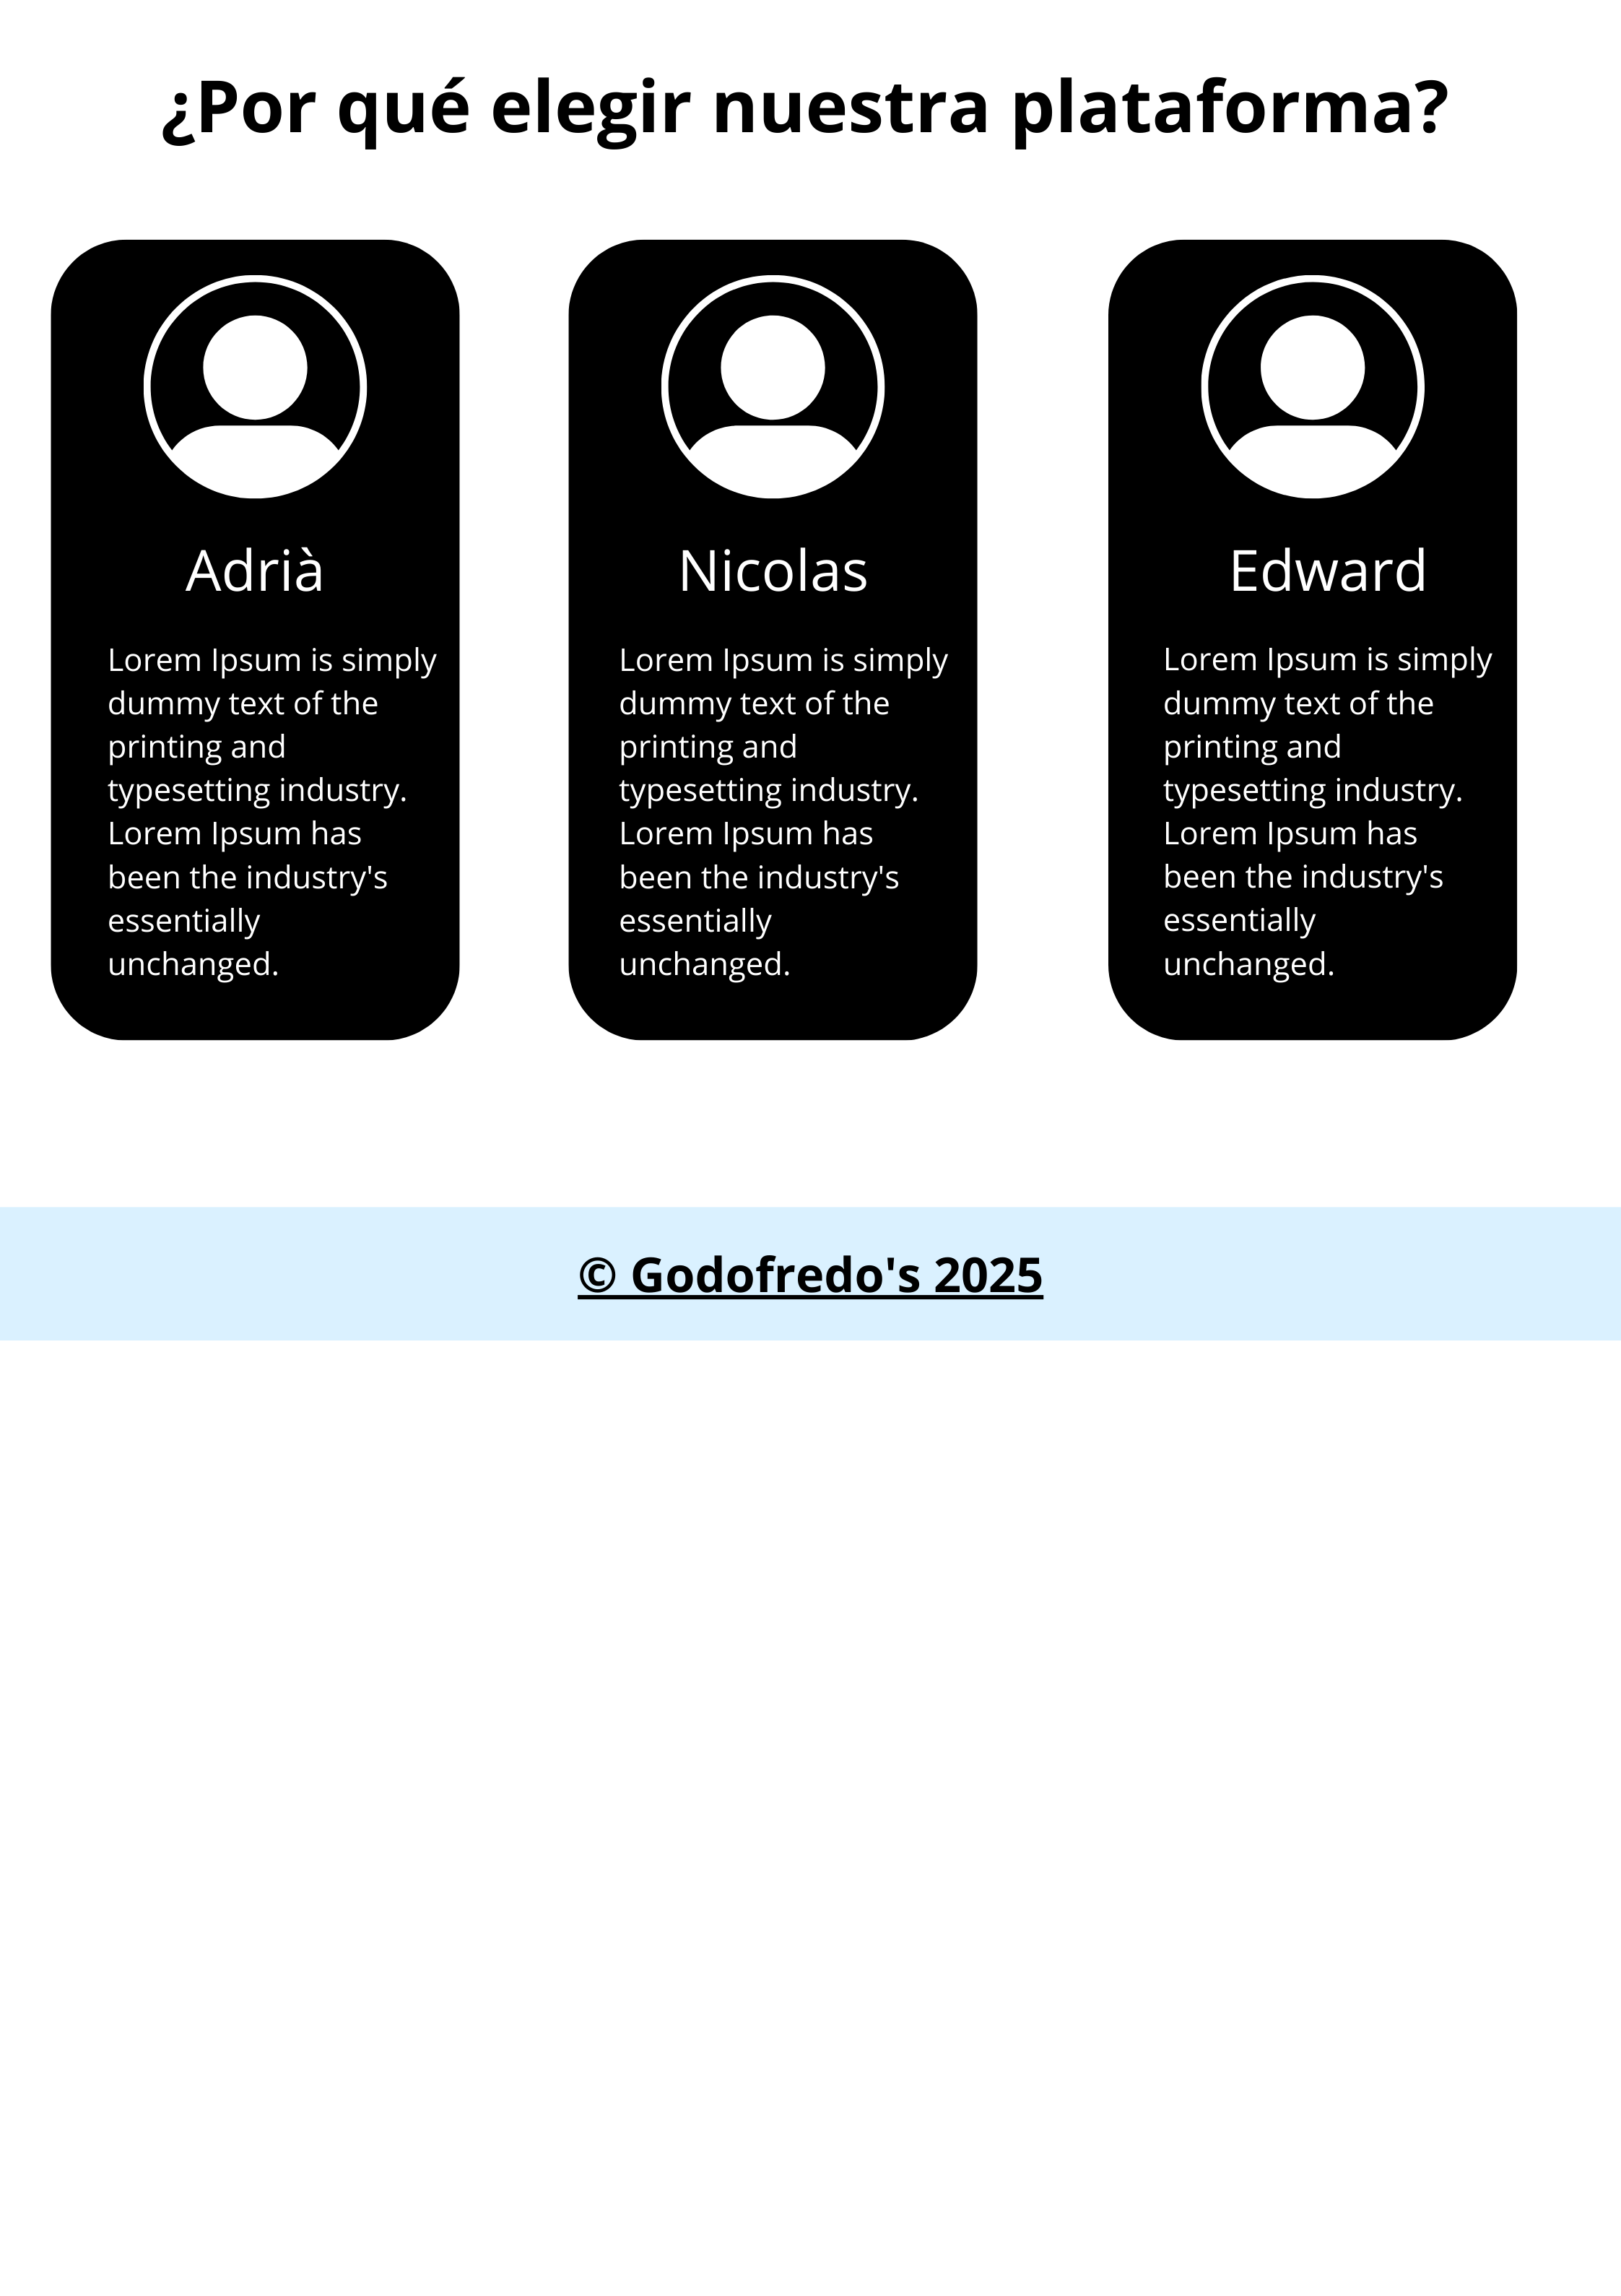 ¿Por qué elegir nuestra plataforma?
Adrià
Lorem Ipsum is simply
dummy text of the
printing and
typesetting industry.
Lorem Ipsum has
been the industry's
essentially
unchanged.
Nicolas
Lorem Ipsum is simply
dummy text of the
printing and
typesetting industry.
Lorem Ipsum has
been the industry's
essentially
unchanged.
Edward
Lorem Ipsum is simply
dummy text of the
printing and
typesetting industry.
Lorem Ipsum has
been the industry's
essentially
unchanged.
© Godofredo's 2025